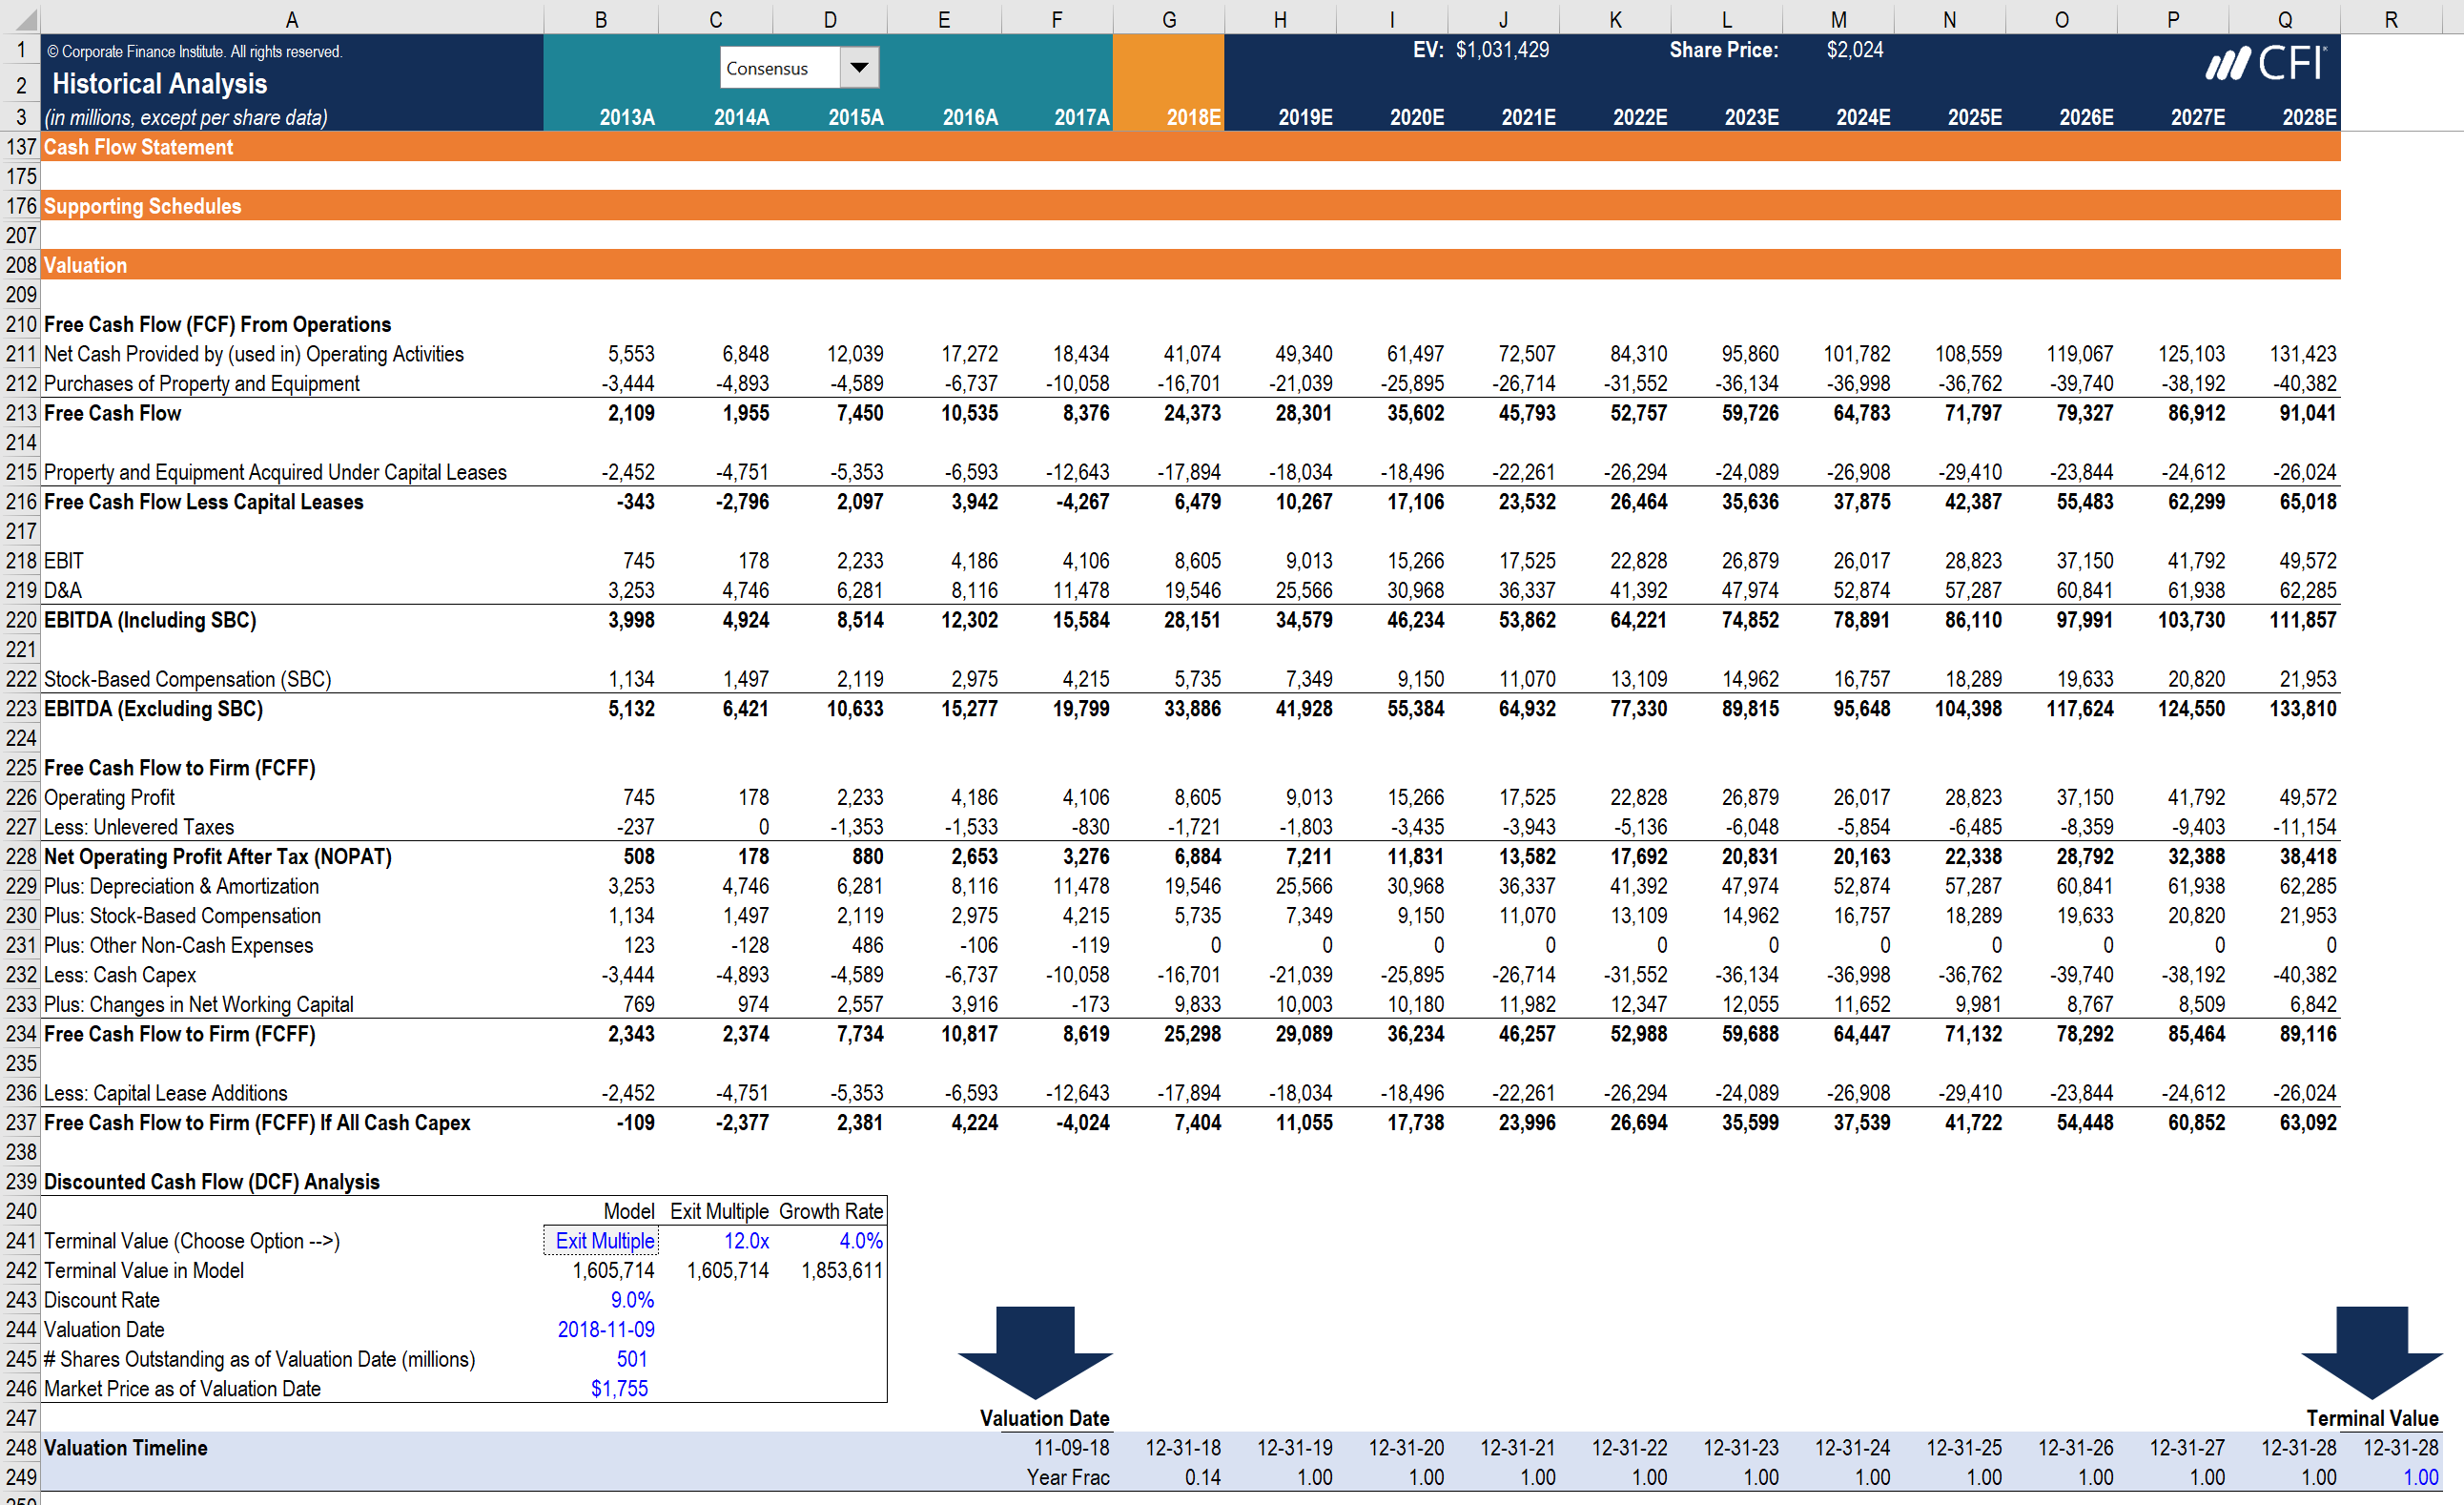 A B C D E F G H I J K L M N O P Q R
1 © Corporate Finance Institute. All rights reserved. EV: $1,031,429 Share Price: $2,024
Consensus CFI
2 Historical Analysis
3 (in millions, except per share data) 2013A 2014A 2015A 2016A 2017A 2018E 2019E 2020E 2021E 2022E 2023E 2024E 2025E 2026E 2027E 2028E
137 Cash Flow Statement
175
176 Supporting Schedules
207
208 Valuation
209
210 Free Cash Flow (FCF) From Operations
211 Net Cash Provided by (used in) Operating Activities 5,553 6,848 12,039 17,272 18,434 41,074 49,340 61,497 72,507 84,310 95,860 101,782 108,559 119,067 125,103 131,423
212 Purchases of Property and Equipment -3,444 -4,893 -4,589 -6,737 -10,058 -16,701 -21,039 -25,895 -26,714 -31,552 -36,134 -36,998 -36,762 -39,740 -38,192 -40,382
213 Free Cash Flow 2,109 1,955 7,450 10,535 8,376 24,373 28,301 35,602 45,793 52,757 59,726 64,783 71,797 79,327 86,912 91,041
214
215 Property and Equipment Acquired Under Capital Leases -2,452 -4,751 -5,353 -6,593 -12,643 -17,894 -18,034 -18,496 -22,261 -26,294 -24,089 -26,908 -29,410 -23,844 -24,612 -26,024
216 Free Cash Flow Less Capital Leases -343 -2,796 2,097 3,942 -4,267 6,479 10,267 17,106 23,532 26,464 35,636 37,875 42,387 55,483 62,299 65,018
217
218 EBIT 745 178 2,233 4,186 4,106 8,605 9,013 15,266 17,525 22,828 26,879 26,017 28,823 37,150 41,792 49,572
219 D&A 3,253 4,746 6,281 8,116 11,478 19,546 25,566 30,968 36,337 41,392 47,974 52,874 57,287 60,841 61,938 62,285
220 EBITDA (Including SBC) 3,998 4,924 8,514 12,302 15,584 28,151 34,579 46,234 53,862 64,221 74,852 78,891 86,110 97,991 103,730 111,857
221
222 Stock-Based Compensation (SBC) 1,134 1,497 2,119 2,975 4,215 5,735 7,349 9,150 11,070 13,109 14,962 16,757 18,289 19,633 20,820 21,953
223 EBITDA (Excluding SBC) 5,132 6,421 10,633 15,277 19,799 33,886 41,928 55,384 64,932 77,330 89,815 95,648 104,398 117,624 124,550 133,810
224
225 Free Cash Flow to Firm (FCFF)
226 Operating Profit 745 178 2,233 4,186 4,106 8,605 9,013 15,266 17,525 22,828 26,879 26,017 28,823 37,150 41,792 49,572
227 Less: Unlevered Taxes -237 0 -1,353 -1,533 -830 -1,721 -1,803 -3,435 -3,943 -5,136 -6,048 -5,854 -6,485 -8,359 -9,403 -11,154
228 Net Operating Profit After Tax (NOPAT) 508 178 880 2,653 3,276 6,884 7,211 11,831 13,582 17,692 20,831 20,163 22,338 28,792 32,388 38,418
229 Plus: Depreciation & Amortization 3,253 4,746 6,281 8,116 11,478 19,546 25,566 30,968 36,337 41,392 47,974 52,874 57,287 60,841 61,938 62,285
230 Plus: Stock-Based Compensation 1,134 1,497 2,119 2,975 4,215 5,735 7,349 9,150 11,070 13,109 14,962 16,757 18,289 19,633 20,820 21,953
231 Plus: Other Non-Cash Expenses 123 -128 486 -106 -119 0 0 0 0 0 0 0 0 0 0 0
232 Less: Cash Capex -3,444 -4,893 -4,589 -6,737 -10,058 -16,701 -21,039 -25,895 -26,714 -31,552 -36,134 -36,998 -36,762 -39,740 -38,192 -40,382
233 Plus: Changes in Net Working Capital 769 974 2,557 3,916 -173 9,833 10,003 10,180 11,982 12,347 12,055 11,652 9,981 8,767 8,509 6,842
234 Free Cash Flow to Firm (FCFF) 2,343 2,374 7,734 10,817 8,619 25,298 29,089 36,234 46,257 52,988 59,688 64,447 71,132 78,292 85,464 89,116
235
236 Less: Capital Lease Additions -2,452 -4,751 -5,353 -6,593 -12,643 -17,894 -18,034 -18,496 -22,261 -26,294 -24,089 -26,908 -29,410 -23,844 -24,612 -26,024
237 Free Cash Flow to Firm (FCFF) If All Cash Capex -109 -2,377 2,381 4,224 -4,024 7,404 11,055 17,738 23,996 26,694 35,599 37,539 41,722 54,448 60,852 63,092
238
239 Discounted Cash Flow (DCF) Analysis
240 Model Exit Multiple Growth Rate
241 Terminal Value (Choose Option -->) Exit Multiple 12.0x 4.0%
242 Terminal Value in Model 1,605,714 1,605,714 1,853,611
243 Discount Rate 9.0%
244 Valuation Date 2018-11-09
245 # Shares Outstanding as of Valuation Date (millions) 501
246 Market Price as of Valuation Date $1,755
247 Valuation Date Terminal Value
248 Valuation Timeline 11-09-18 12-31-18 12-31-19 12-31-20 12-31-21 12-31-22 12-31-23 12-31-24 12-31-25 12-31-26 12-31-27 12-31-28 12-31-28
249 Year Frac 0.14 1.00 1.00 1.00 1.00 1.00 1.00 1.00 1.00 1.00 1.00 1.00